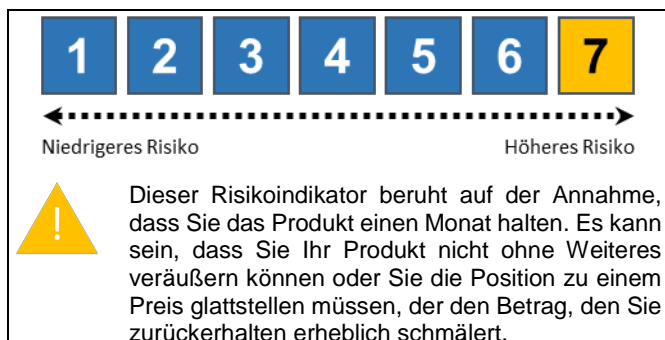 1 2 3 4 5 6 7
Niedrigeres Risiko Höheres Risiko
!
Dieser Risikoindikator beruht auf der Annahme,
dass Sie das Produkt einen Monat halten. Es kann
sein, dass Sie Ihr Produkt nicht ohne Weiteres
veräußern können oder Sie die Position zu einem
Preis glattstellen müssen, der den Betrag, den Sie
zurückerhalten erheblich schmälert.